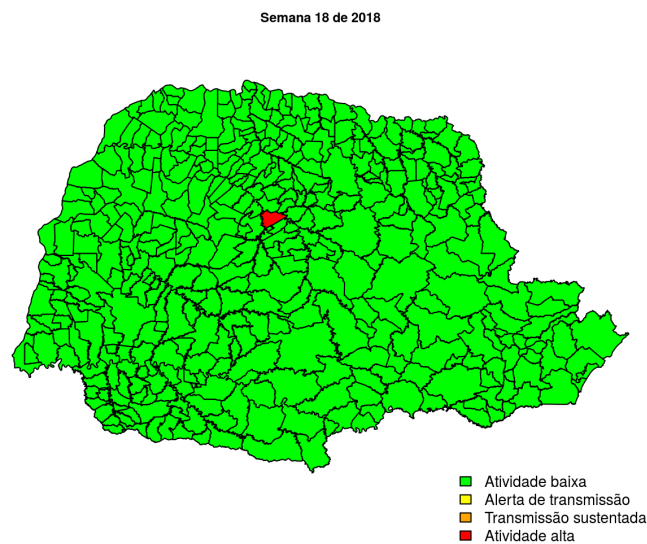 Semana 18 de 2018
Atividade baixa
Alerta de transmissão
Transmissão sustentada
Atividade alta